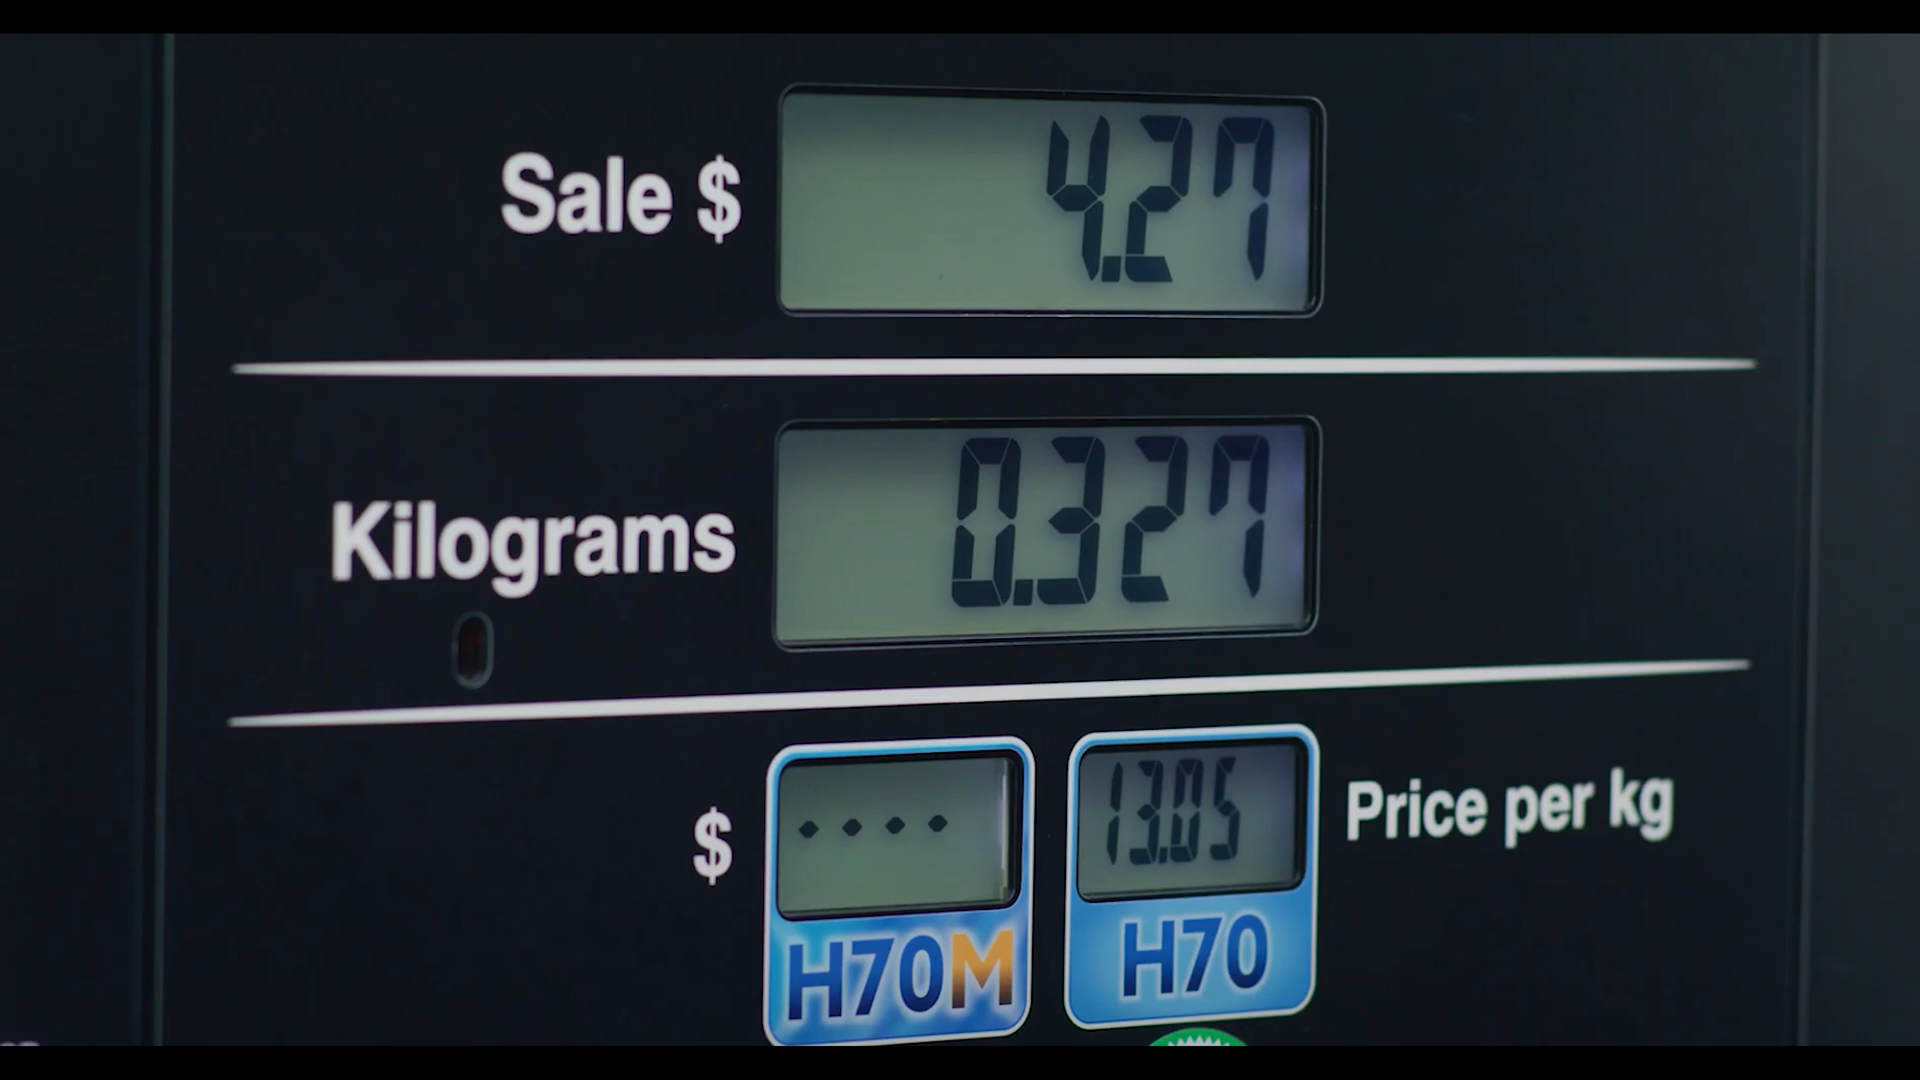 Sale $ 4.27
Kilograms 0.327
$ 13.05 Price per kg
H70M H70